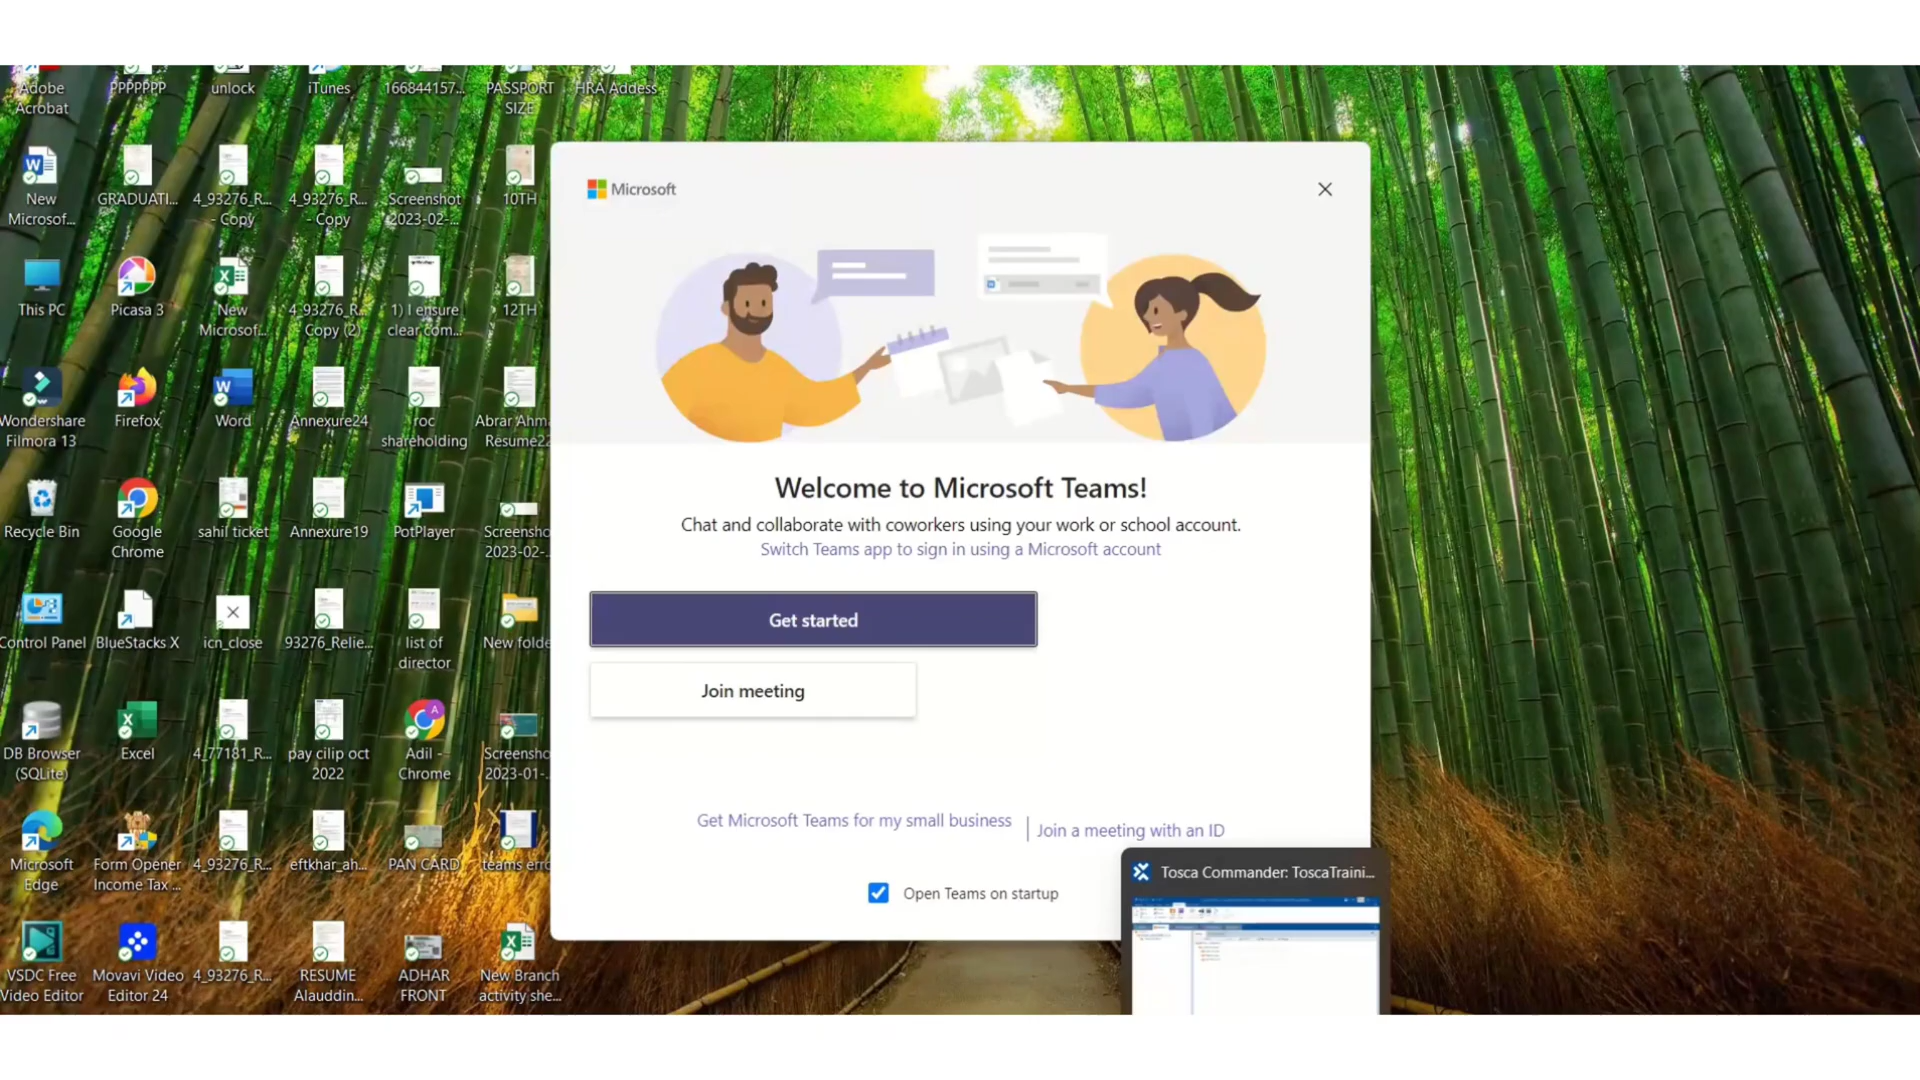 Adobe
Acrobat
PPPPPPP
unlock
iTunes
166844157...
PASSPORT
SIZE
HRA Addess
New
Microsof...
GRADUATI...
4_93276_R...
- Copy
4_93276_R...
- Copy
Screenshot
2023-02-...
10TH
This PC
Picasa 3
New
Microsof...
4_93276_R...
Copy (2)
1) I ensure
clear com...
12TH
Wondershare
Filmora 13
Firefox
Word
Annexure24
roc
shareholding
Abrar Ahm
Resume22
Recycle Bin
Google
Chrome
sahil ticket
Annexure19
PotPlayer
Screensho
2023-02-..
Control Panel
BlueStacks X
icn_close
93276_Relie...
list of
director
New folde
DB Browser
(SQLite)
Excel
4_77181_R...
pay cilip oct
2022
Adil -
Chrome
Screensho
2023-01-..
Microsoft
Edge
Form Opener
Income Tax ...
4_93276_R...
eftkhar_ah...
PAN CARD
teams erro
VSDC Free
Video Editor
Movavi Video
Editor 24
4_93276_R...
RESUME
Alauddin...
ADHAR
FRONT
New Branch
activity she...
Microsoft
Welcome to Microsoft Teams!
Chat and collaborate with coworkers using your work or school account.
Switch Teams app to sign in using a Microsoft account
Get started
Join meeting
Get Microsoft Teams for my small business
Join a meeting with an ID
Open Teams on startup
Tosca Commander: ToscaTraini...